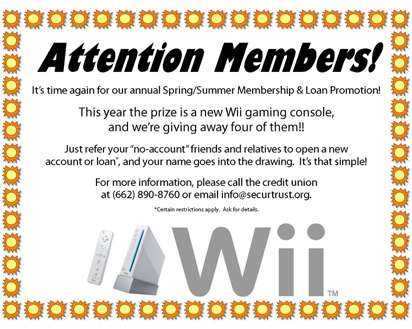 Attention Members!
It's time again for our annual Spring/Summer Membership & Loan Promotion!
This year the prize is a new Wii gaming console,
and we're giving away four of them!!
Just refer your "no-account" friends and relatives to open a new
account or loan*, and your name goes into the drawing.  It's that simple!
For more information, please call the credit union
at (662) 890-8760 or email info@securtrust.org.
*Certain restrictions apply.  Ask for details.
Wii™